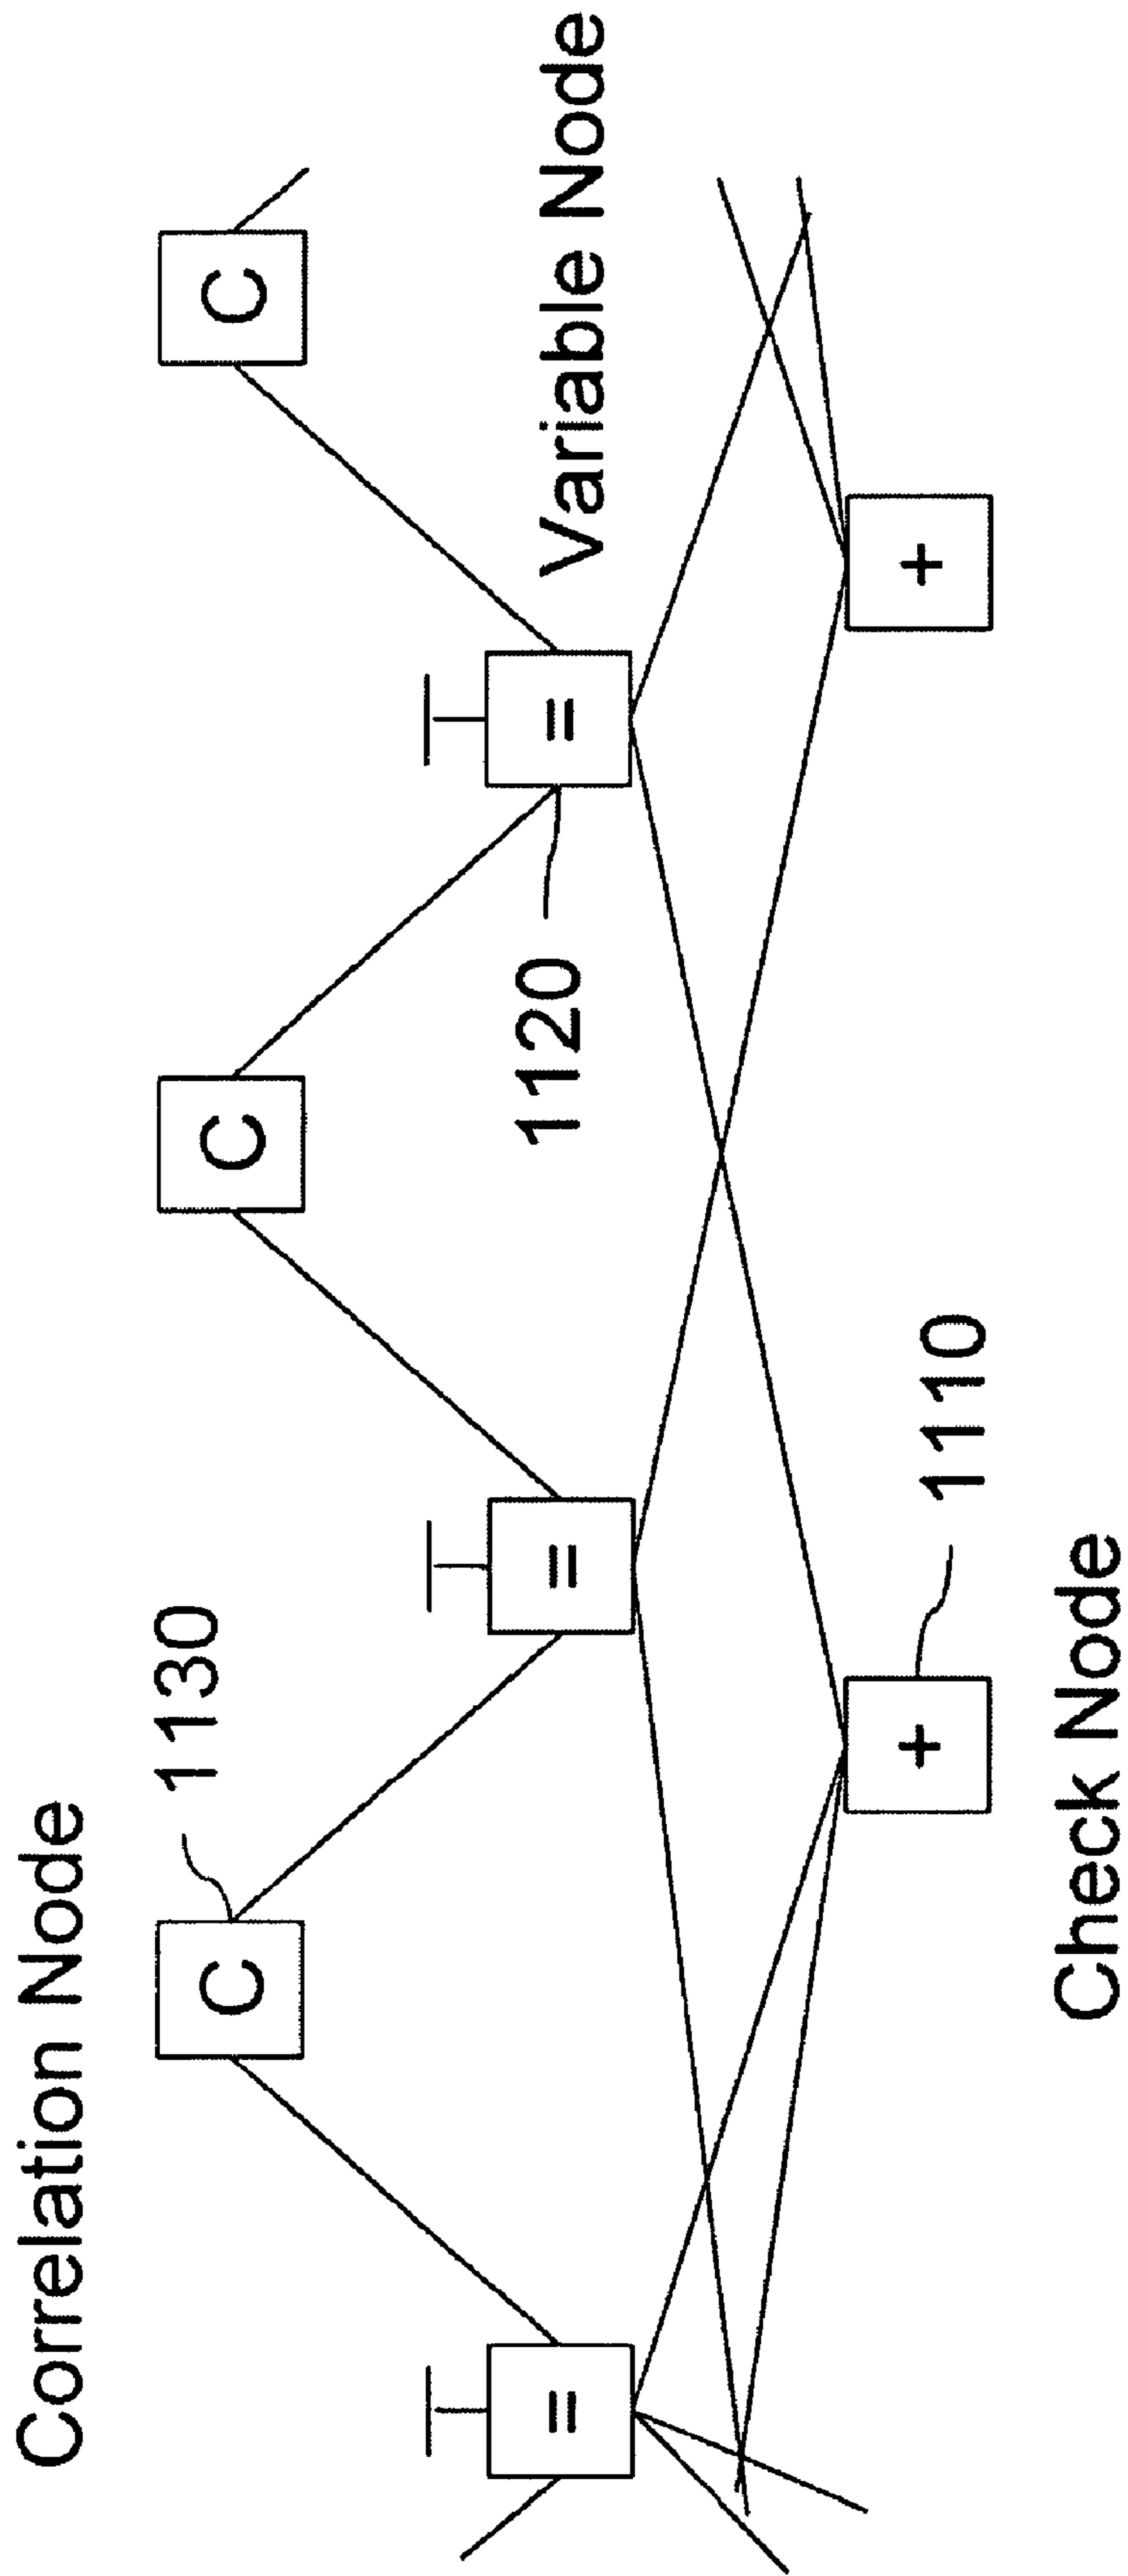 Correlation Node
1130
C
C
C
=
=
1120
=
Variable Node
+
1110
+
Check Node